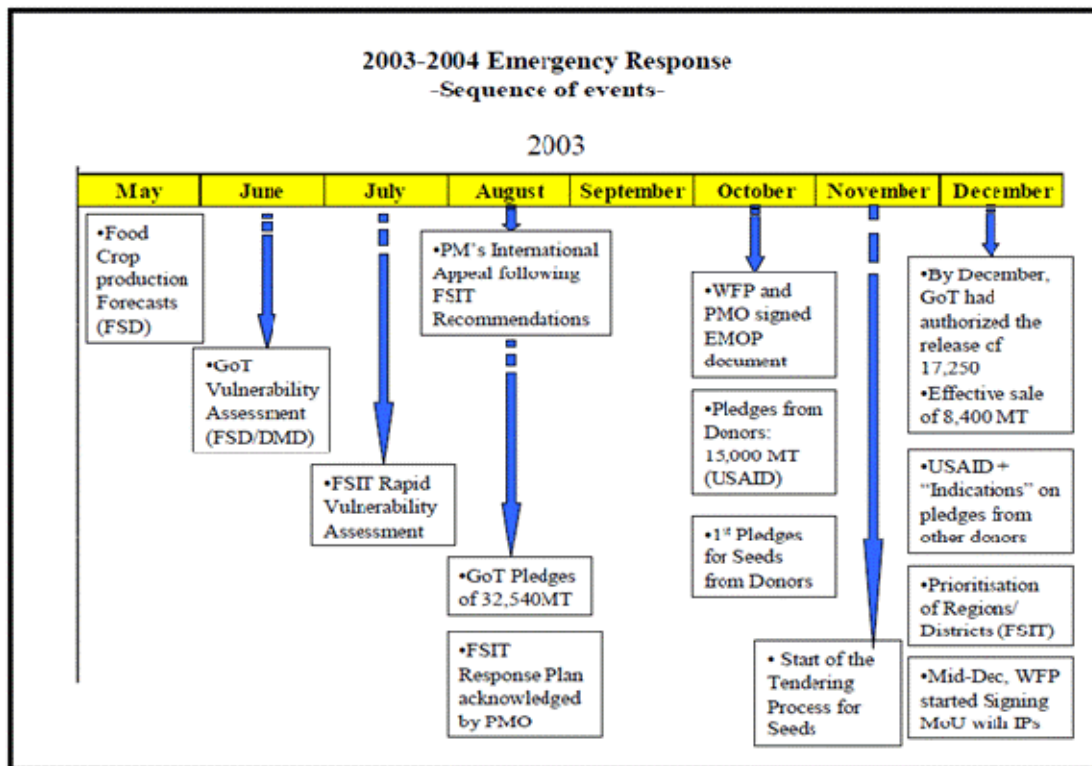 2003-2004 Emergency Response
-Sequence of events-
2003
May June July August September October November December
•Food
Crop
production
Forecasts
(FSD)
•GoT
Vulnerability
Assessment
(FSD/DMD)
•FSIT Rapid
Vulnerability
Assessment
•PM's International
Appeal following
FSIT
Recommendations
•GoT Pledges
of 32,540MT
•FSIT
Response Plan
acknowledged
by PMO
•WFP and
PMO signed
EMOP
document
•Pledges from
Donors:
15,000 MT
(USAID)
•1st Pledges
for Seeds
from Donors
• Start of the
Tendering
Process for
Seeds
•By December,
GoT had
authorized the
release of
17,250
•Effective sale
of 8,400 MT
•USAID +
"Indications" on
pledges from
other donors
•Prioritisation
of Regions/
Districts (FSIT)
•Mid-Dec, WFP
started Signing
MoU with IPs